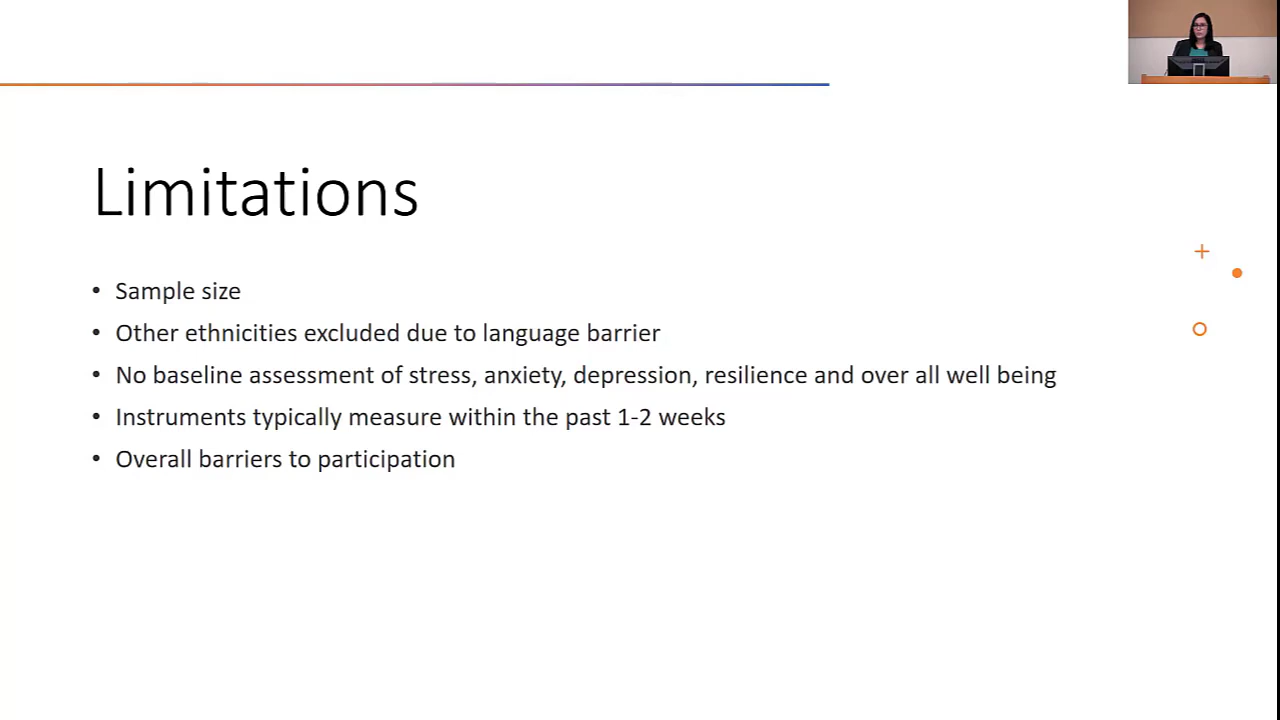 Limitations
• Sample size
• Other ethnicities excluded due to language barrier
• No baseline assessment of stress, anxiety, depression, resilience and over all well being
• Instruments typically measure within the past 1-2 weeks
• Overall barriers to participation